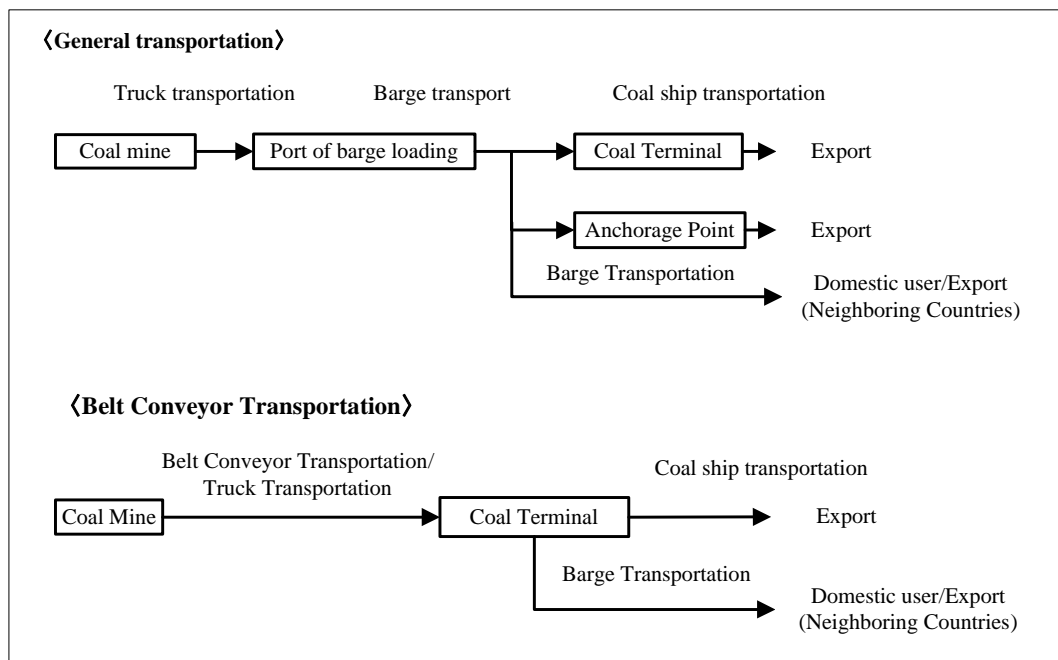 〈General transportation〉
Truck transportation
Barge transport
Coal ship transportation
Coal mine
Port of barge loading
Coal Terminal
Export
Anchorage Point
Export
Barge Transportation
Domestic user/Export
(Neighboring Countries)
〈Belt Conveyor Transportation〉
Belt Conveyor Transportation/
Truck Transportation
Coal ship transportation
Coal Mine
Coal Terminal
Export
Barge Transportation
Domestic user/Export
(Neighboring Countries)